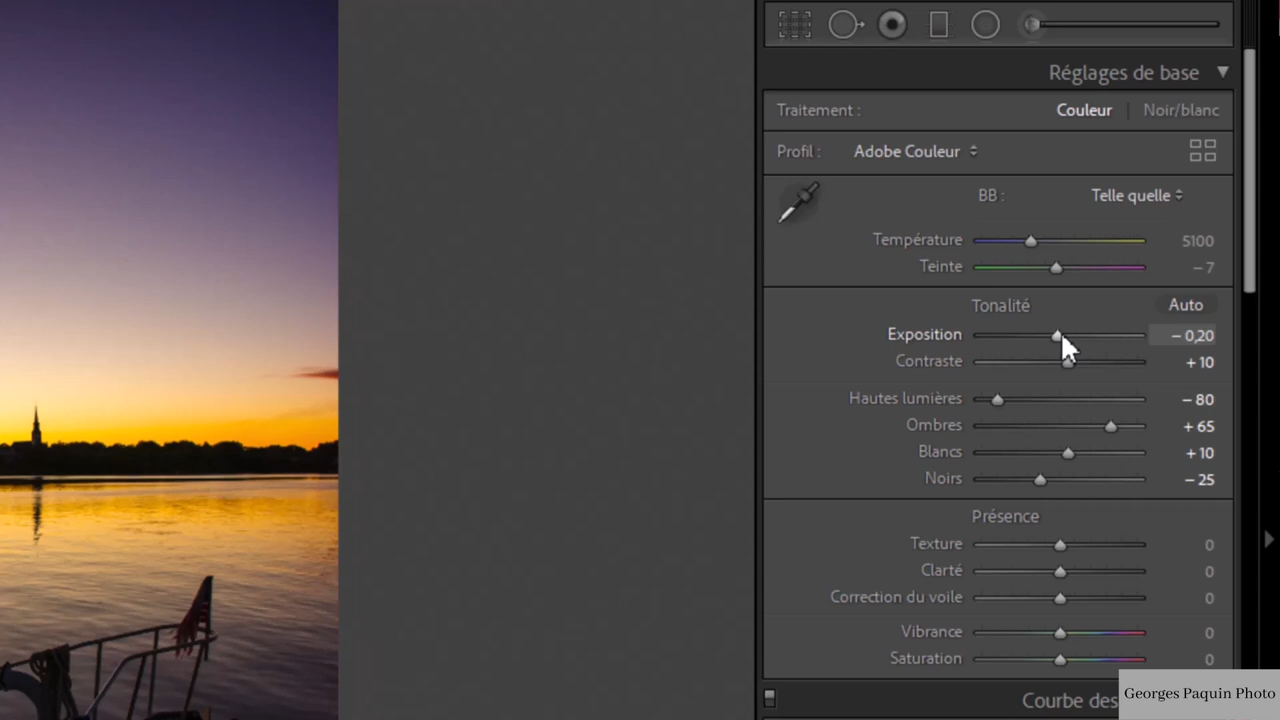 Réglages de base
Traitement : Couleur | Noir/blanc
Profil : Adobe Couleur
BB : Telle quelle
Température 5100
Teinte – 7
Tonalité Auto
Exposition – 0,20
Contraste + 10
Hautes lumières – 80
Ombres + 65
Blancs + 10
Noirs – 25
Présence
Texture 0
Clarté 0
Correction du voile 0
Vibrance 0
Saturation 0
Courbe des
Georges Paquin Photo